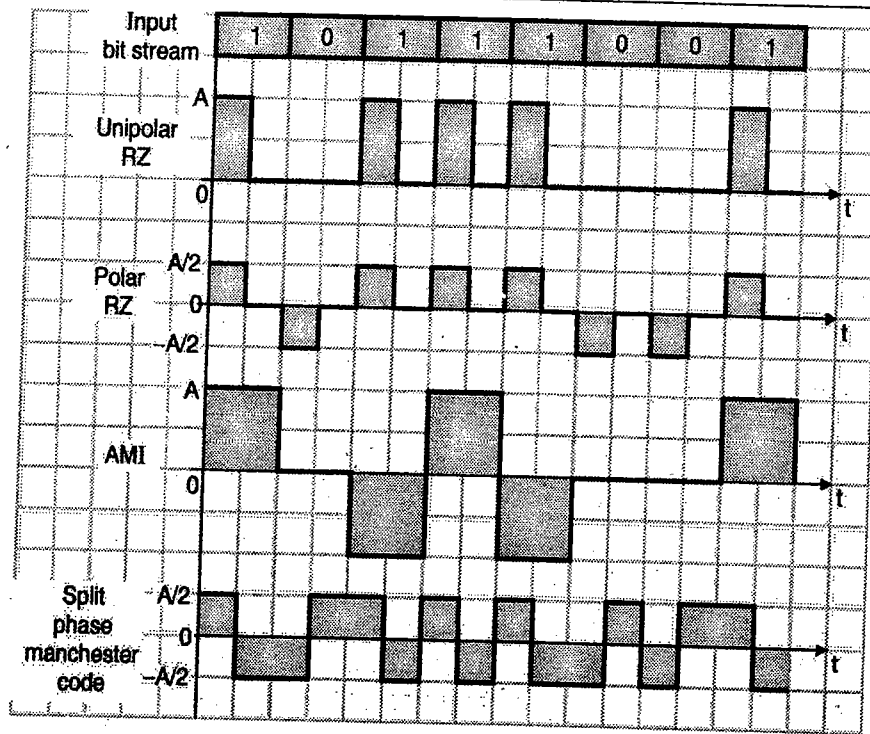 Input
bit stream
1 0 1 1 1 0 0 1
A
Unipolar
RZ
0
t
A/2
Polar
RZ
0
–A/2
t
A
AMI
0
t
A/2
Split
phase
0
manchester
code
–A/2
t